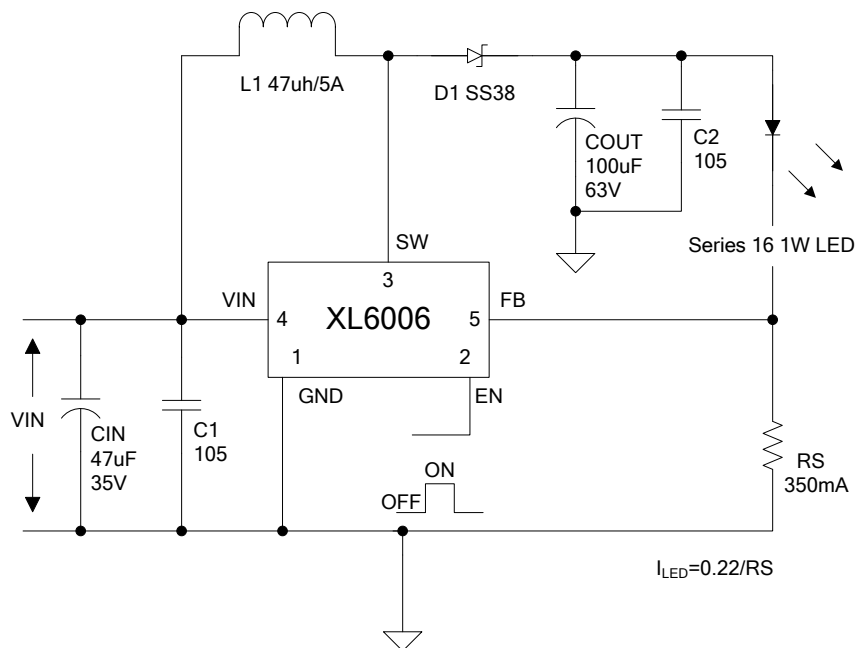 L1 47uh/5A
D1 SS38
COUT
100uF
63V
C2
105
Series 16 1W LED
SW
3
VIN
4
XL6006
5
FB
1
2
GND
EN
VIN
CIN
47uF
35V
C1
105
ON
OFF
RS
350mA
I_LED=0.22/RS